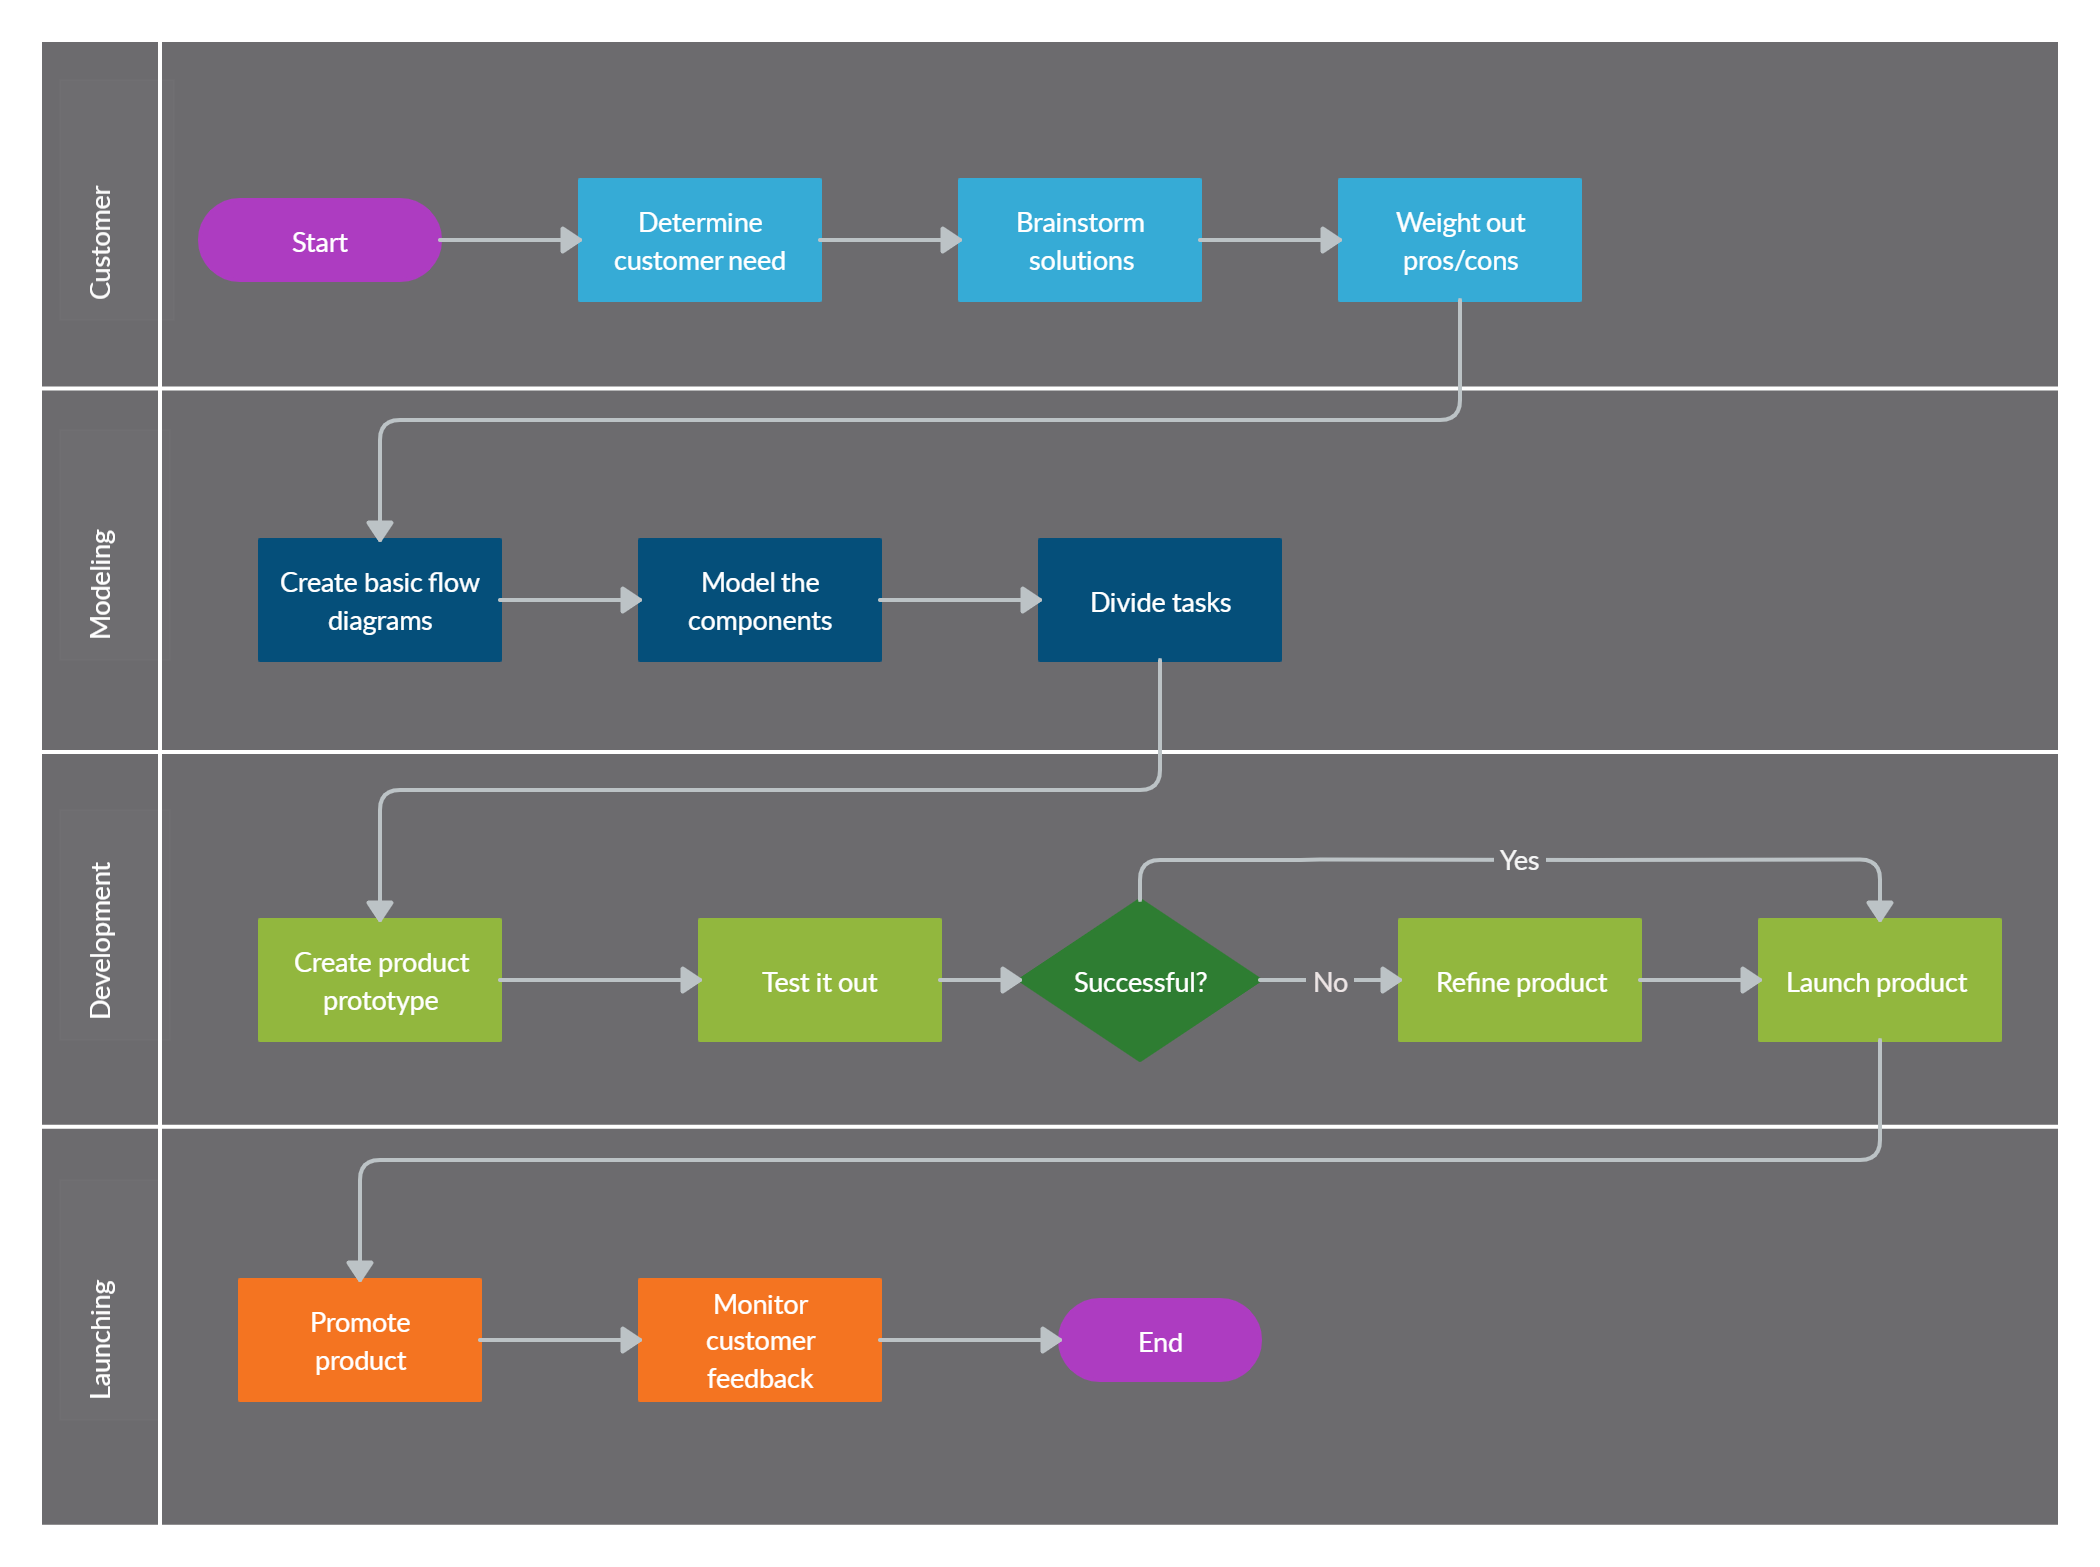 Customer
Start
Determine
customer need
Brainstorm
solutions
Weight out
pros/cons
Modeling
Create basic flow
diagrams
Model the
components
Divide tasks
Development
Create product
prototype
Test it out
Successful?
Yes
No
Refine product
Launch product
Launching
Promote
product
Monitor
customer
feedback
End